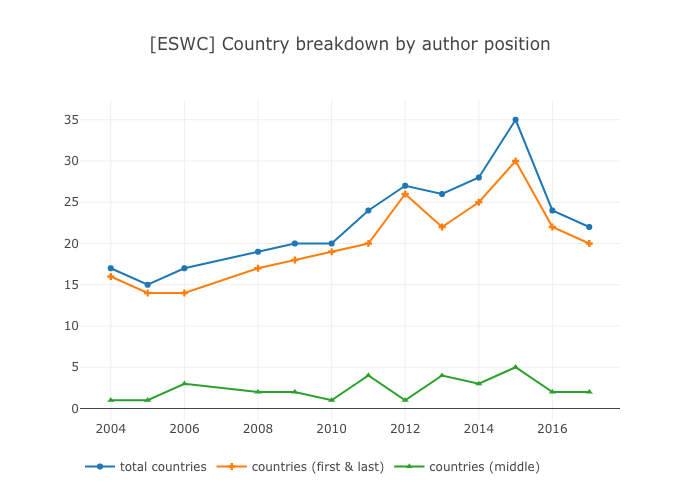 [ESWC] Country breakdown by author position
35
30
25
20
15
10
5
0
2004 2006 2008 2010 2012 2014 2016
total countries countries (first & last) countries (middle)